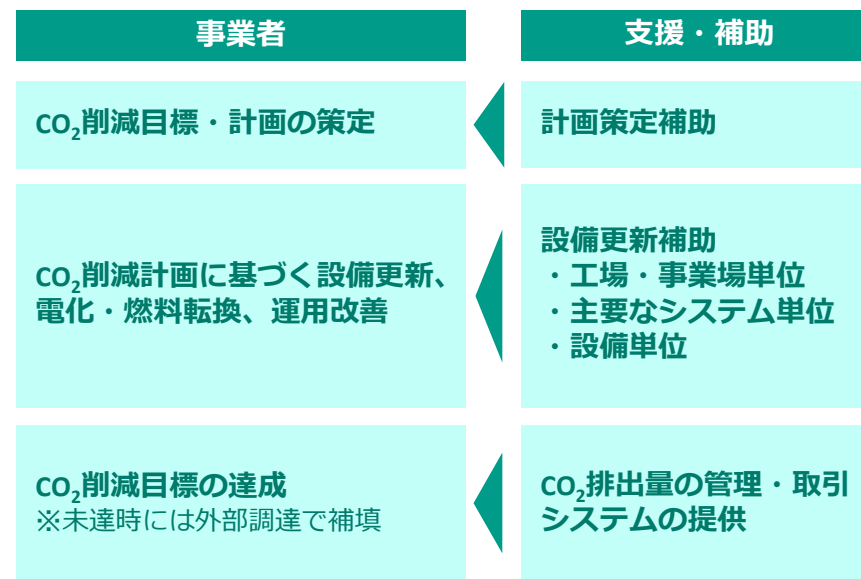 事業者
支援・補助
CO₂削減目標・計画の策定
計画策定補助
CO₂削減計画に基づく設備更新、
電化・燃料転換、運用改善
設備更新補助
・工場・事業場単位
・主要なシステム単位
・設備単位
CO₂削減目標の達成
※未達時には外部調達で補填
CO₂排出量の管理・取引
システムの提供